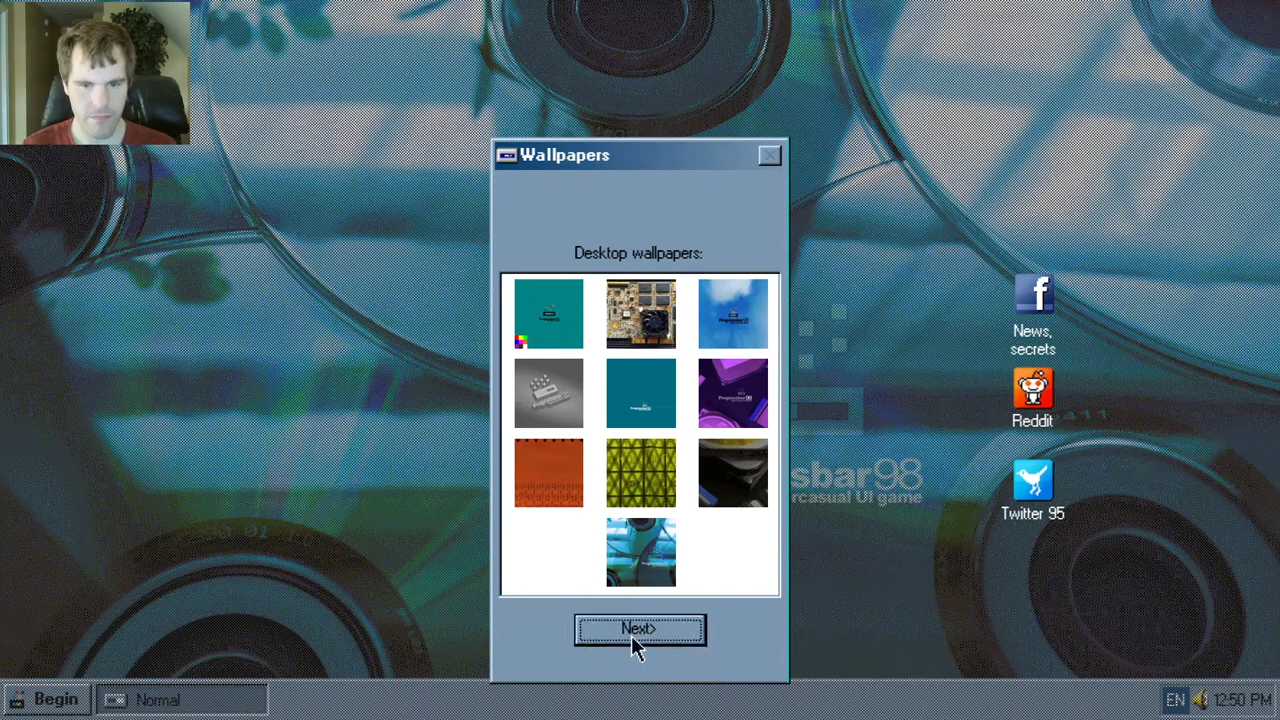 Wallpapers
Desktop wallpapers:
Next>
f
News,
secrets
Reddit
Twitter 95
sbar98
rcasual UI game
Begin
Normal
EN
12:50 PM